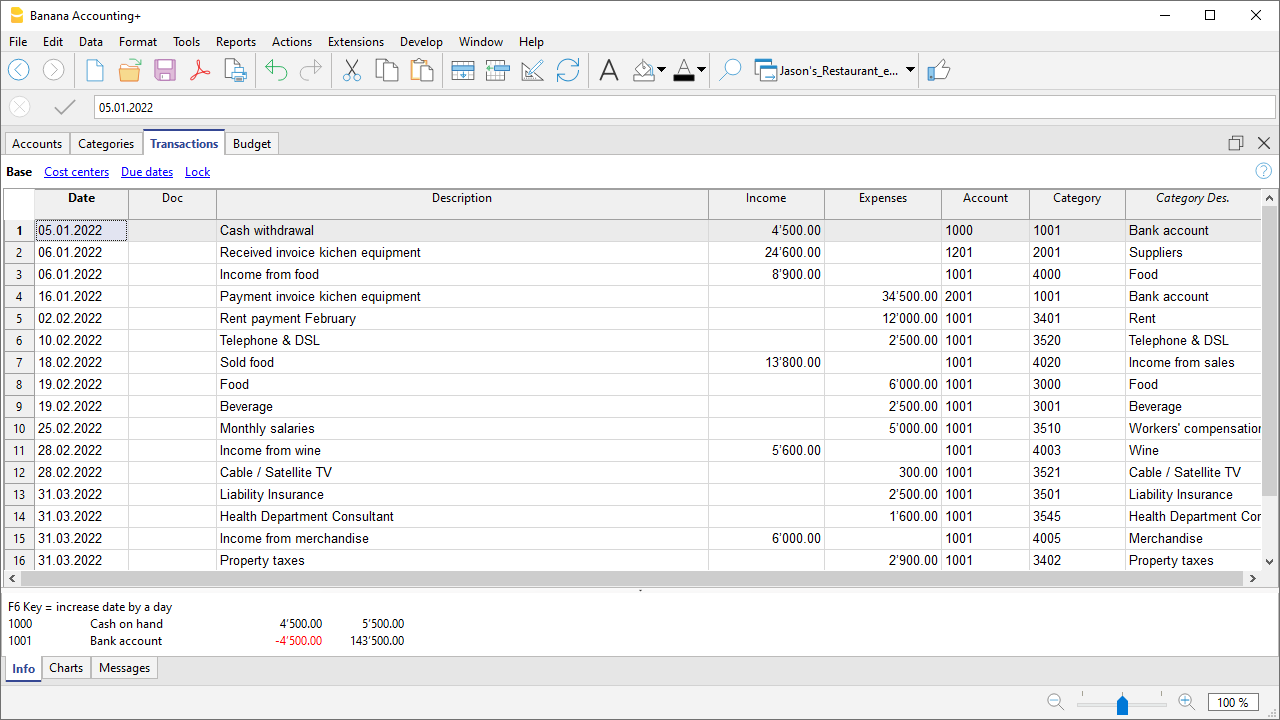 Banana Accounting+
File Edit Data Format Tools Reports Actions Extensions Develop Window Help
Jason's_Restaurant_e...
05.01.2022
Accounts Categories Transactions Budget
Base Cost centers Due dates Lock
Date Doc Description Income Expenses Account Category Category Des.
1 05.01.2022 Cash withdrawal 4'500.00 1000 1001 Bank account
2 06.01.2022 Received invoice kichen equipment 24'600.00 1201 2001 Suppliers
3 06.01.2022 Income from food 8'900.00 1001 4000 Food
4 16.01.2022 Payment invoice kichen equipment 34'500.00 2001 1001 Bank account
5 02.02.2022 Rent payment February 12'000.00 1001 3401 Rent
6 10.02.2022 Telephone & DSL 2'500.00 1001 3520 Telephone & DSL
7 18.02.2022 Sold food 13'800.00 1001 4020 Income from sales
8 19.02.2022 Food 6'000.00 1001 3000 Food
9 19.02.2022 Beverage 2'500.00 1001 3001 Beverage
10 25.02.2022 Monthly salaries 5'000.00 1001 3510 Workers' compensation
11 28.02.2022 Income from wine 5'600.00 1001 4003 Wine
12 28.02.2022 Cable / Satellite TV 300.00 1001 3521 Cable / Satellite TV
13 31.03.2022 Liability Insurance 2'500.00 1001 3501 Liability Insurance
14 31.03.2022 Health Department Consultant 1'600.00 1001 3545 Health Department Cor
15 31.03.2022 Income from merchandise 6'000.00 1001 4005 Merchandise
16 31.03.2022 Property taxes 2'900.00 1001 3402 Property taxes
F6 Key = increase date by a day
1000 Cash on hand 4'500.00 5'500.00
1001 Bank account -4'500.00 143'500.00
Info Charts Messages
100 %